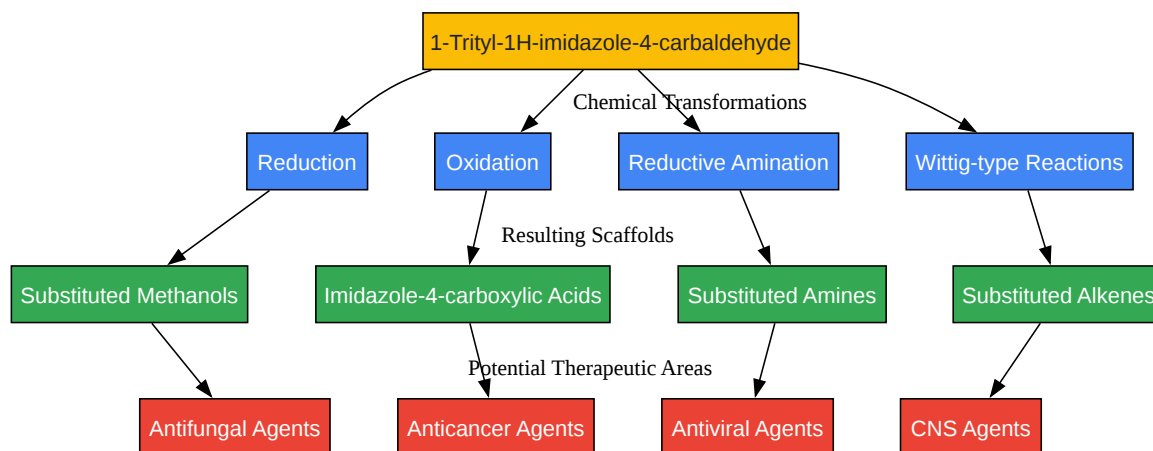 1-Trityl-1H-imidazole-4-carbaldehyde
Chemical Transformations
Reduction
Oxidation
Reductive Amination
Wittig-type Reactions
Resulting Scaffolds
Substituted Methanols
Imidazole-4-carboxylic Acids
Substituted Amines
Substituted Alkenes
Potential Therapeutic Areas
Antifungal Agents
Anticancer Agents
Antiviral Agents
CNS Agents